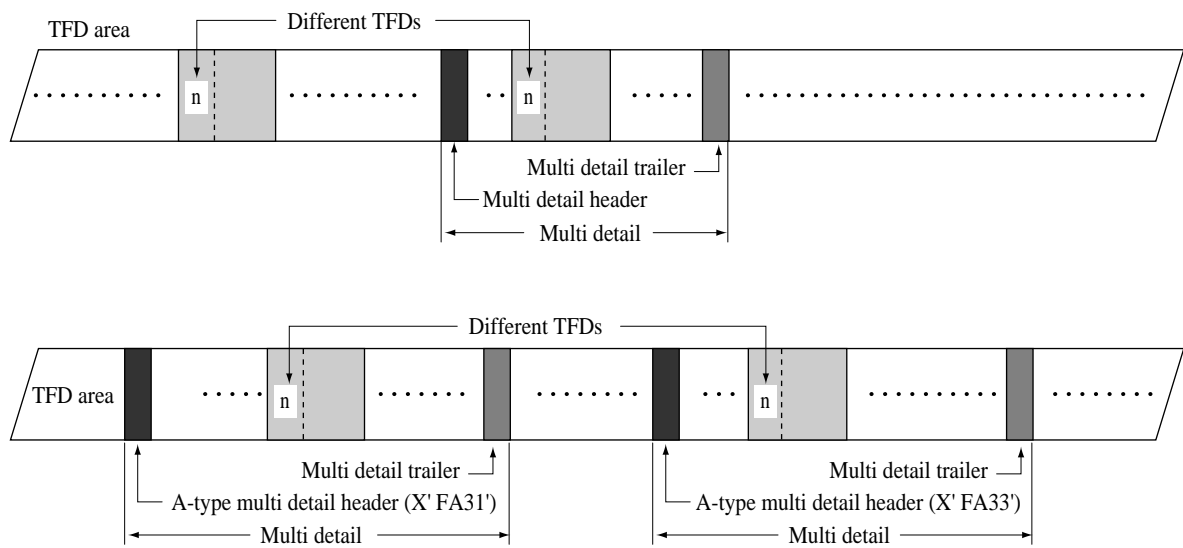 Different TFDs
TFD area
n
n
Multi detail trailer
Multi detail header
Multi detail
Different TFDs
TFD area
n
n
Multi detail trailer
Multi detail trailer
A-type multi detail header (X' FA31')
A-type multi detail header (X' FA33')
Multi detail
Multi detail